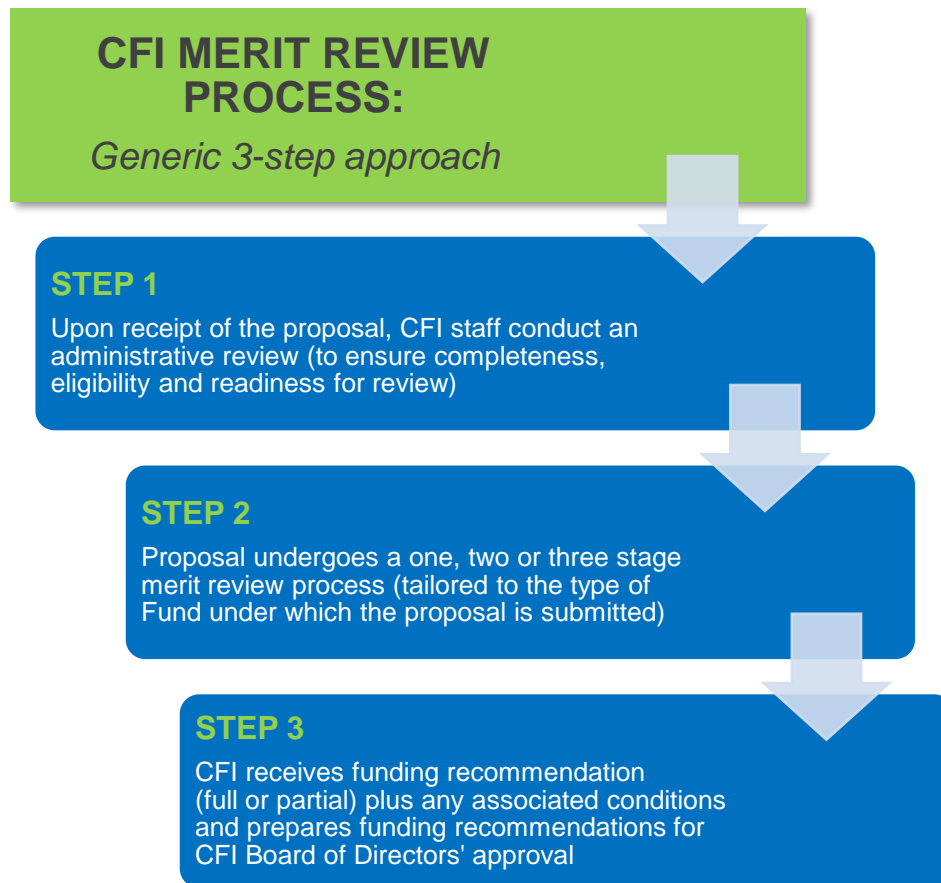 CFI MERIT REVIEW
PROCESS:
Generic 3-step approach
STEP 1
Upon receipt of the proposal, CFI staff conduct an
administrative review (to ensure completeness,
eligibility and readiness for review)
STEP 2
Proposal undergoes a one, two or three stage
merit review process (tailored to the type of
Fund under which the proposal is submitted)
STEP 3
CFI receives funding recommendation
(full or partial) plus any associated conditions
and prepares funding recommendations for
CFI Board of Directors' approval